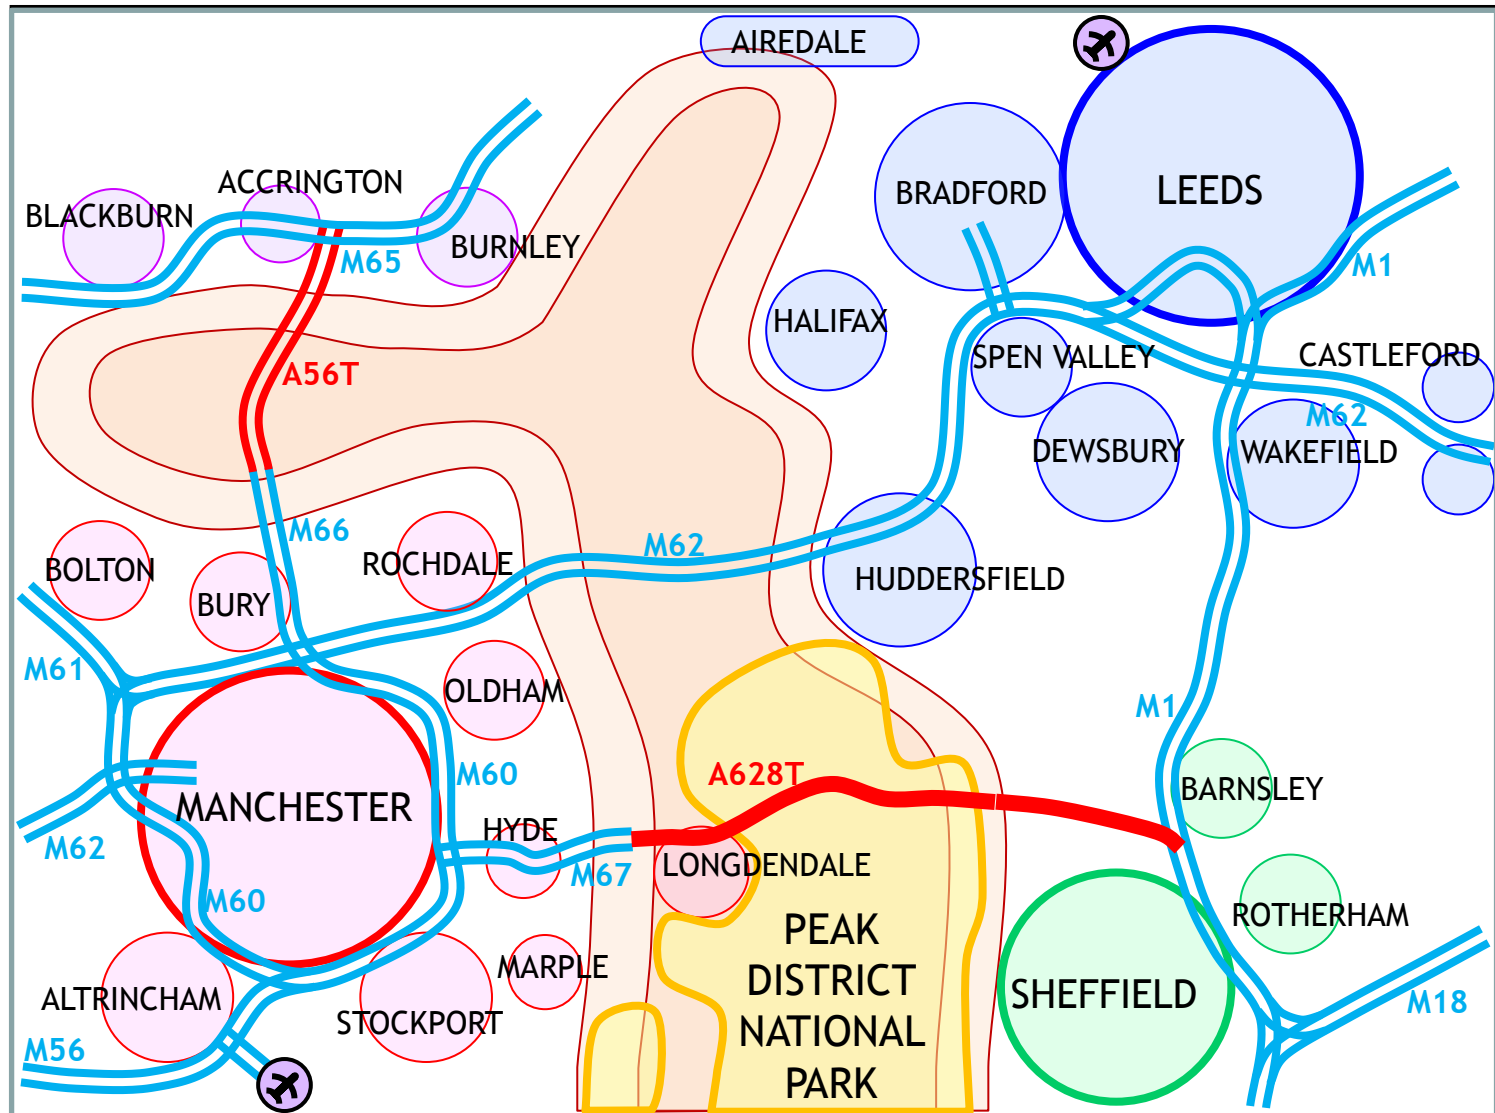 AIREDALE
ACCRINGTON
BLACKBURN
BRADFORD
LEEDS
BURNLEY
M65
M1
HALIFAX
SPEN VALLEY
CASTLEFORD
A56T
M62
DEWSBURY
WAKEFIELD
M66
M62
BOLTON
ROCHDALE
HUDDERSFIELD
BURY
M61
OLDHAM
M1
M60
A628T
BARNSLEY
MANCHESTER
HYDE
M62
M67
LONGDENDALE
M60
ROTHERHAM
PEAK
DISTRICT
NATIONAL
PARK
MARPLE
ALTRINCHAM
SHEFFIELD
M18
STOCKPORT
M56